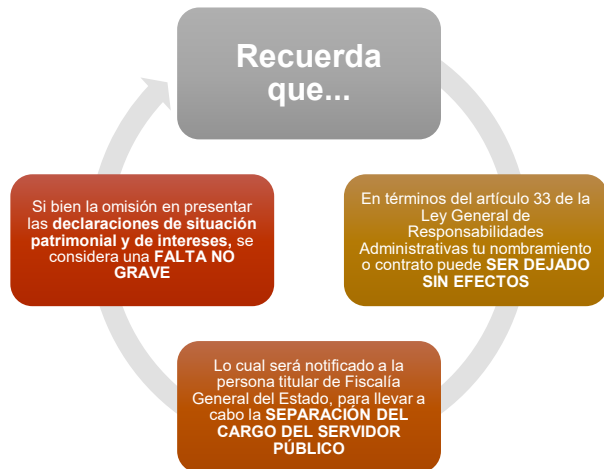 Recuerda
que...
Si bien la omisión en presentar
las declaraciones de situación
patrimonial y de intereses, se
considera una FALTA NO
GRAVE
En términos del artículo 33 de la
Ley General de
Responsabilidades
Administrativas tu nombramiento
o contrato puede SER DEJADO
SIN EFECTOS
Lo cual será notificado a la
persona titular de Fiscalía
General del Estado, para llevar a
cabo la SEPARACIÓN DEL
CARGO DEL SERVIDOR
PÚBLICO